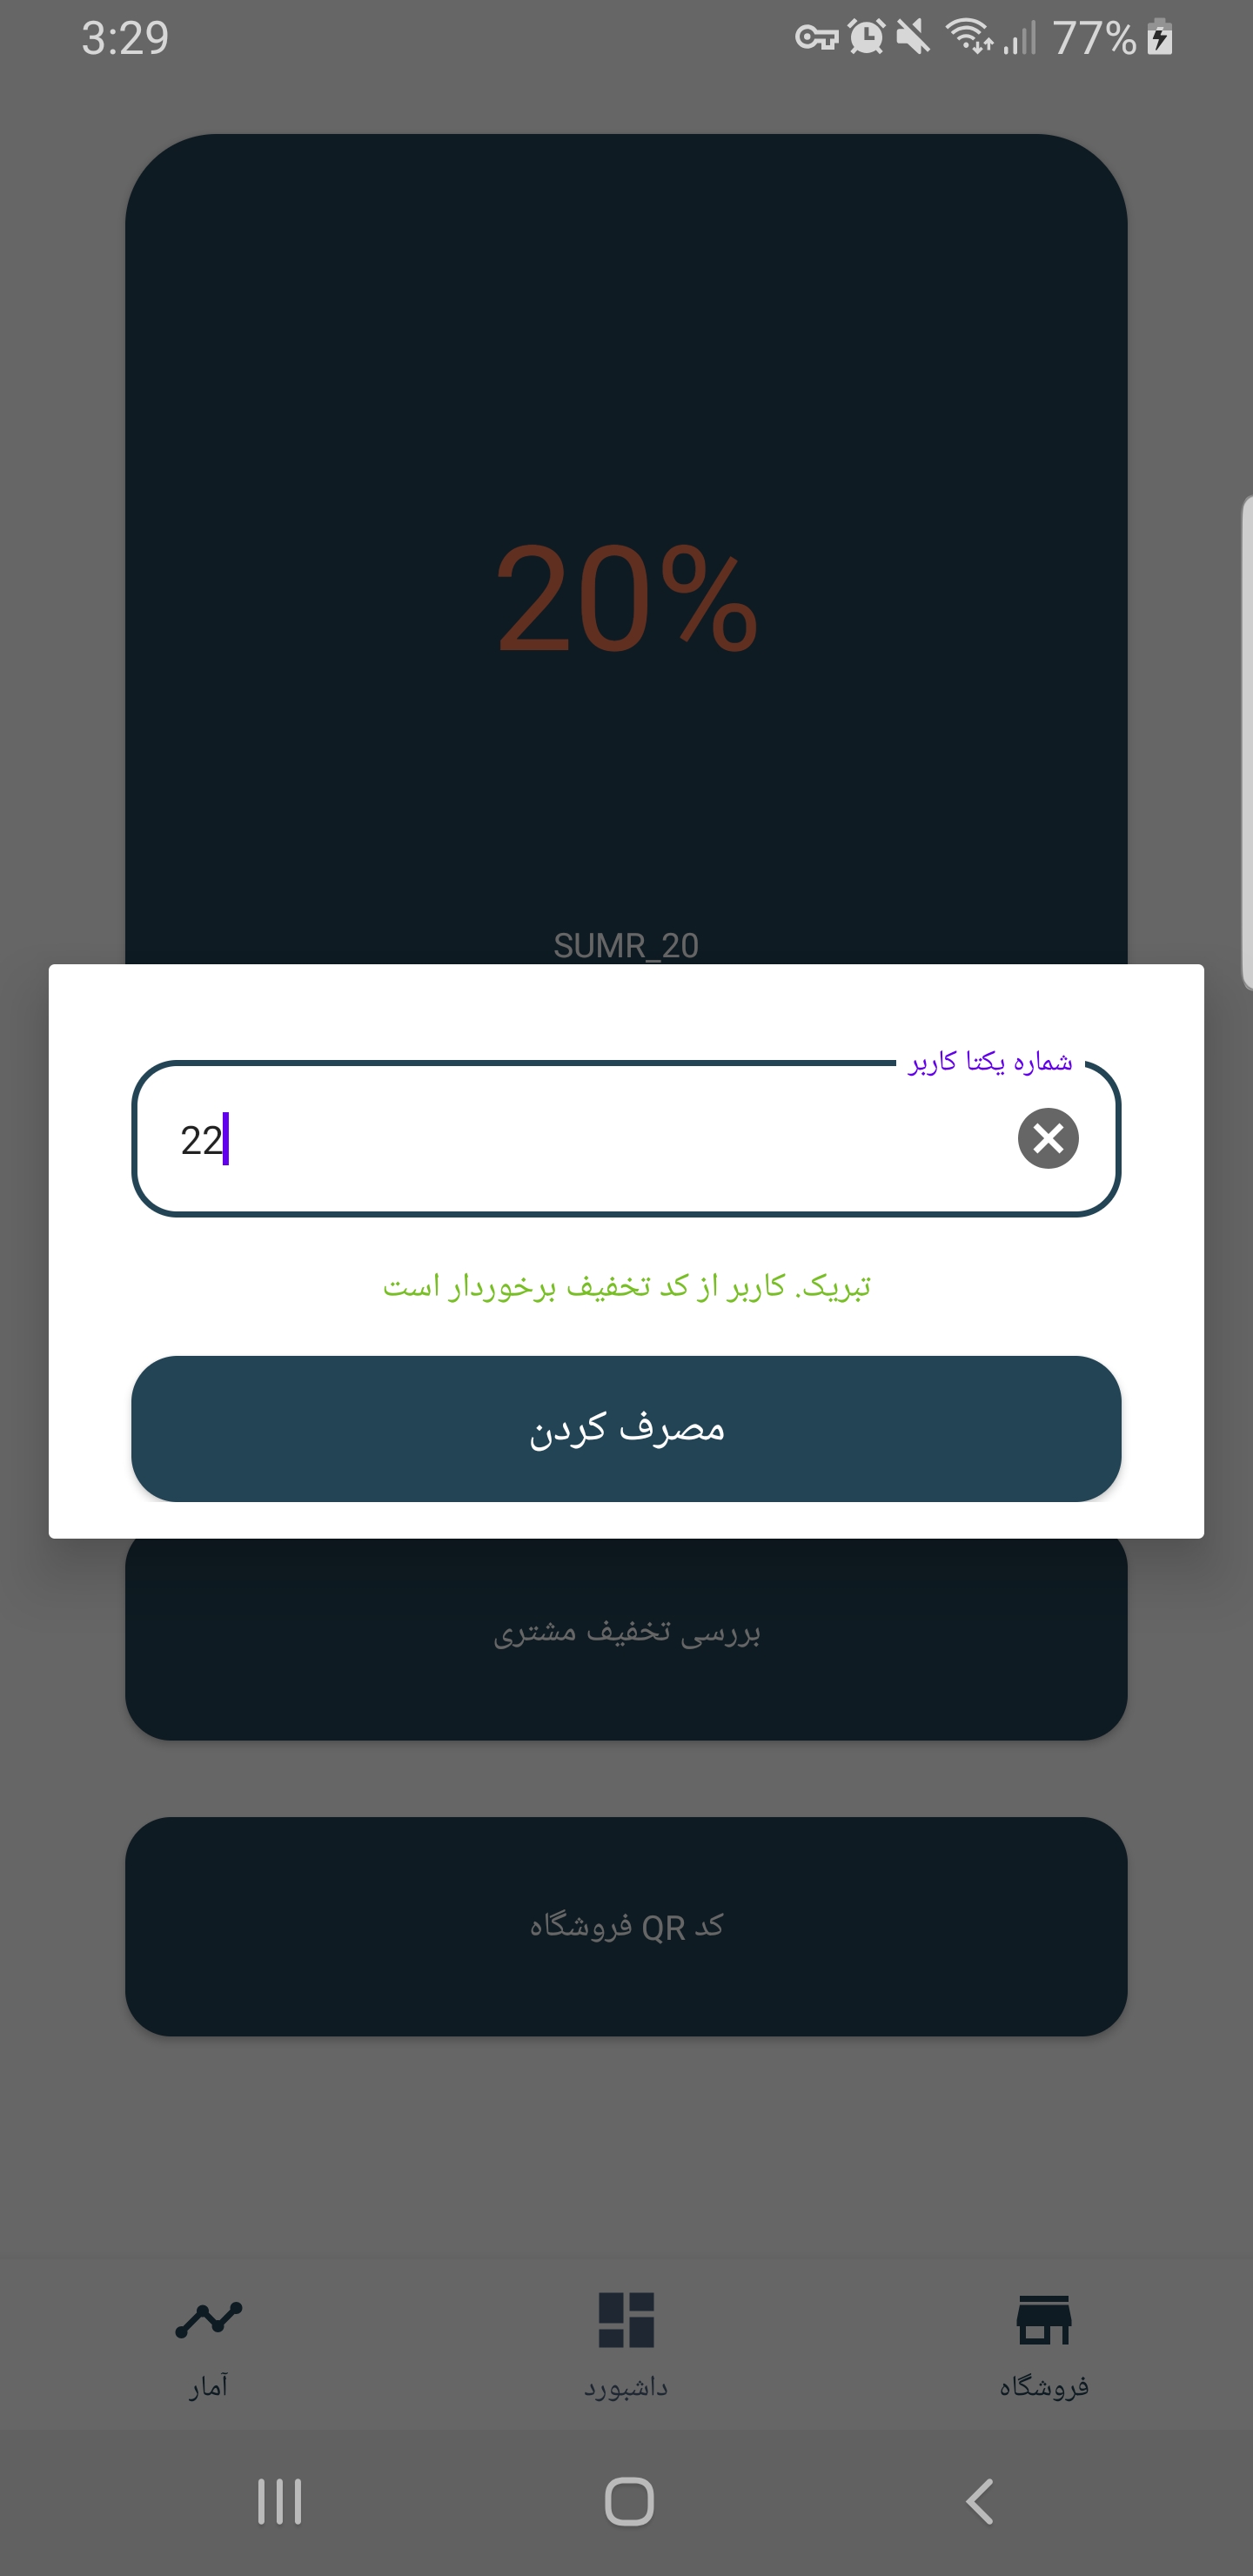 3:29
77%
20%
SUMR_20
شماره یکتا کاربر
22
تبریک. کاربر از کد تخفیف برخوردار است
مصرف کردن
بررسی تخفیف مشتری
کد QR فروشگاه
فروشگاه
داشبورد
آمار